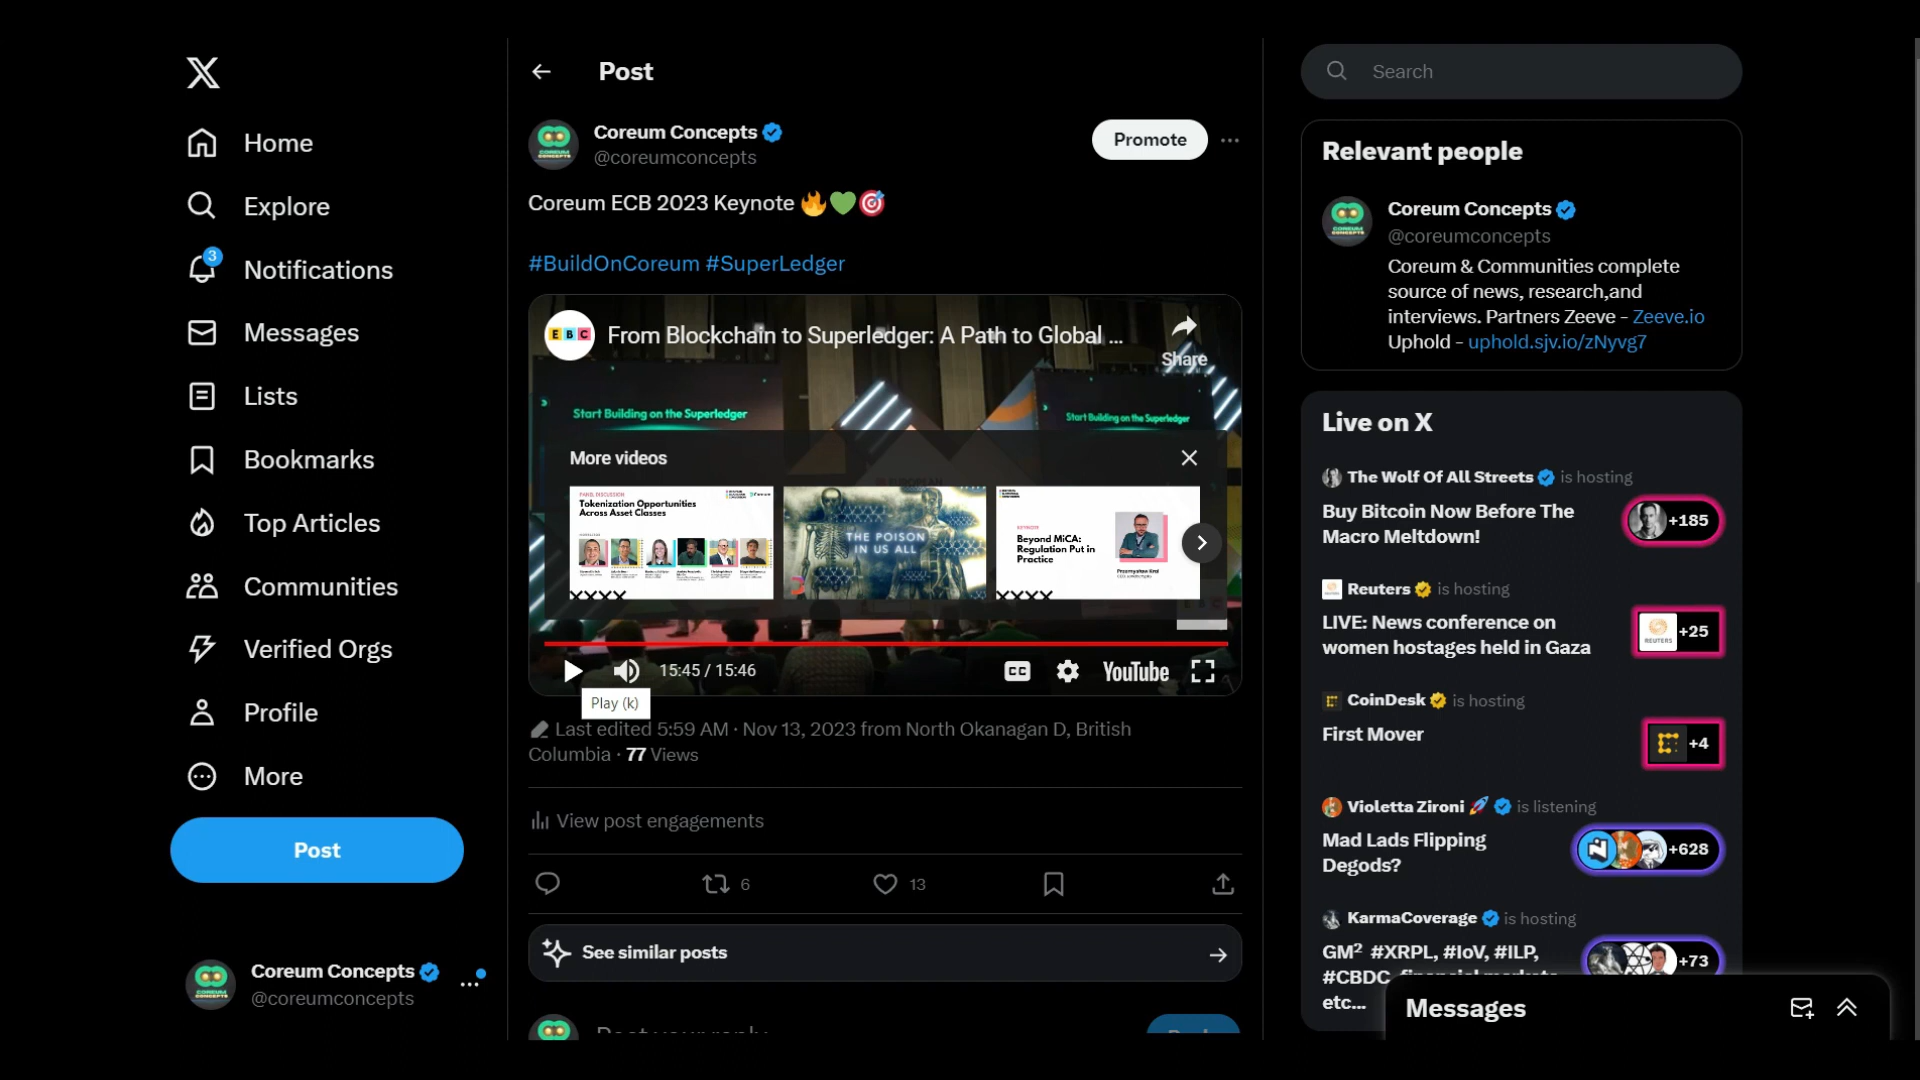 Home
Explore
3
Notifications
Messages
Lists
Bookmarks
Top Articles
Communities
Verified Orgs
Profile
More
Post
Coreum Concepts
@coreumconcepts
Post
Coreum Concepts
@coreumconcepts
Promote
Coreum ECB 2023 Keynote 🔥💚🎯
#BuildOnCoreum #SuperLedger
EBC
From Blockchain to Superledger: A Path to Global ...
Share
Start Building on the Superledger
Start Building on the Superledger
More videos
PANEL DISCUSSION
Tokenization Opportunities
Across Asset Classes
THE POISON
IN US ALL
KEYNOTE
Beyond MiCA:
Regulation Put in
Practice
Przemysław Kral
15:45 / 15:46
CC
YouTube
Play (k)
Last edited 5:59 AM · Nov 13, 2023 from North Okanagan D, British
Columbia · 77 Views
View post engagements
6
13
See similar posts
Post your reply
Search
Relevant people
Coreum Concepts
@coreumconcepts
Coreum & Communities complete
source of news, research,and
interviews. Partners Zeeve - Zeeve.io
Uphold - uphold.sjv.io/zNyvg7
Live on X
The Wolf Of All Streets is hosting
Buy Bitcoin Now Before The
Macro Meltdown!
+185
Reuters is hosting
LIVE: News conference on
women hostages held in Gaza
REUTERS
+25
CoinDesk is hosting
First Mover
+4
Violetta Zironi 🚀 is listening
Mad Lads Flipping
Degods?
+628
KarmaCoverage is hosting
GM² #XRPL, #IoV, #ILP,
#CBDC, financial markets
etc...
+73
Messages